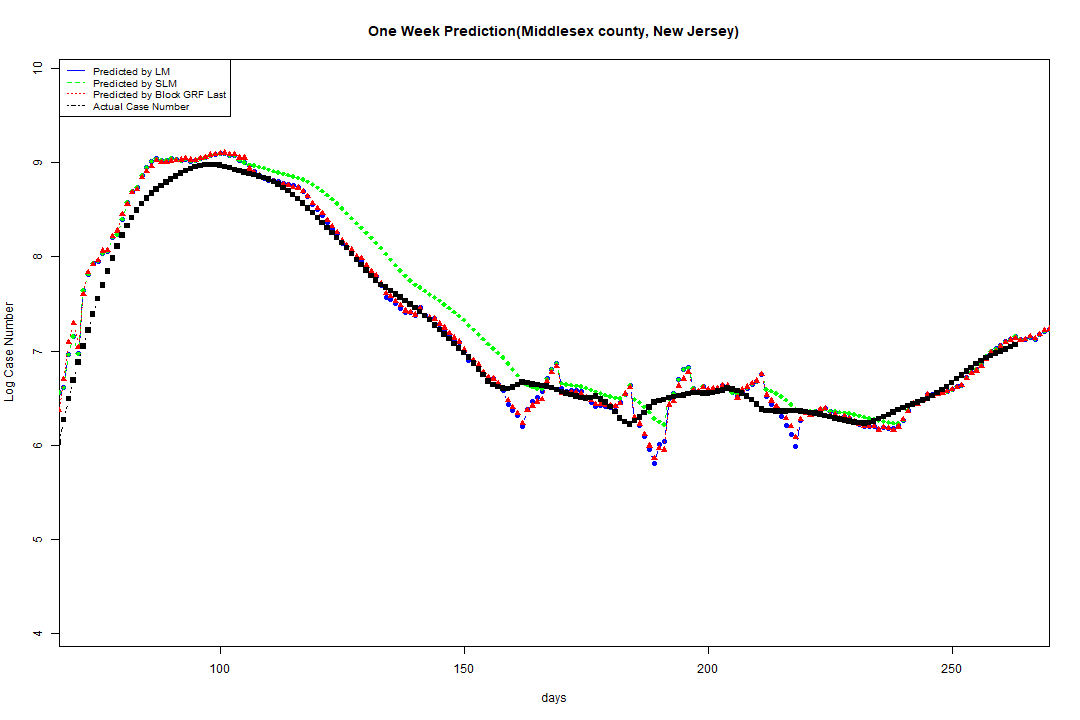 One Week Prediction(Middlesex county, New Jersey)
Predicted by LM
Predicted by SLM
Predicted by Block GRF Last
Actual Case Number
10
9
8
7
6
5
4
Log Case Number
100
150
200
250
days